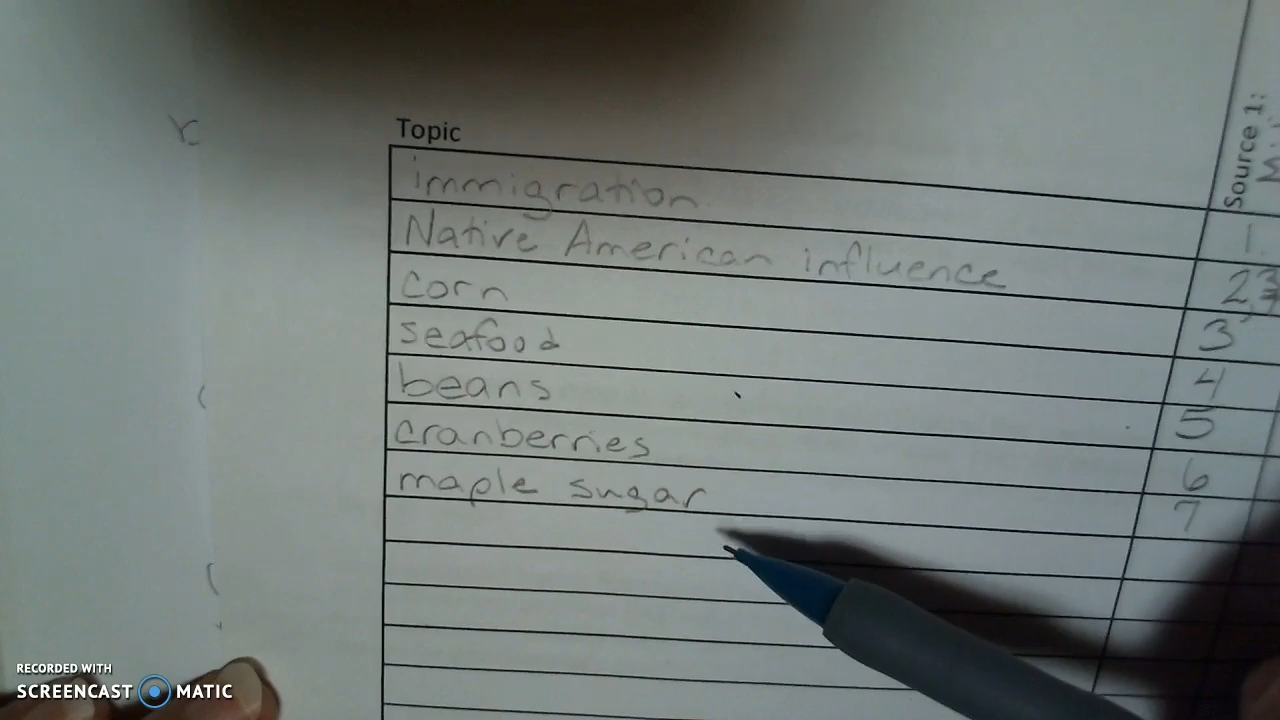 Topic
Source 1:
immigration
1
Native American influence
2
corn
3
seafood
4
beans
5
cranberries
6
maple sugar
7
RECORDED WITH
SCREENCAST MATIC